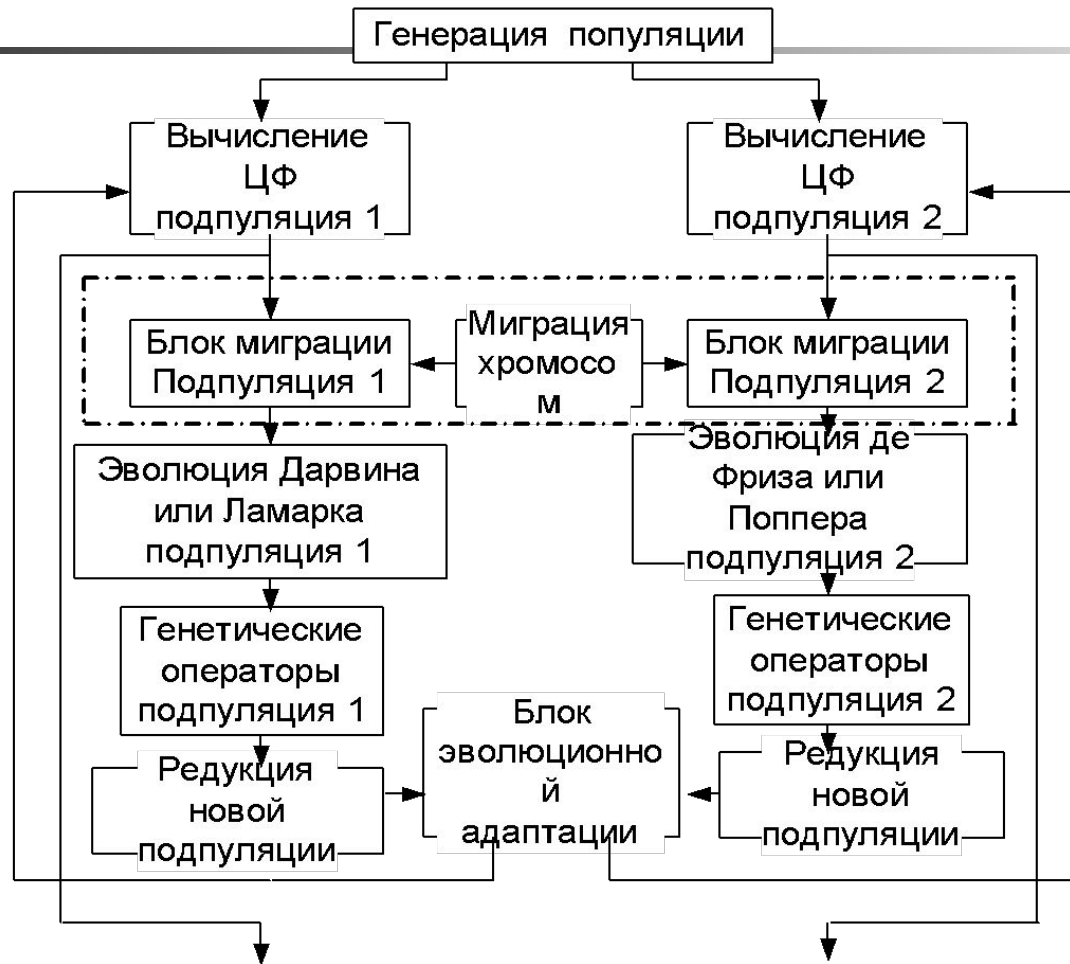 Генерация популяции
Вычисление
ЦФ
подпуляция 1
Вычисление
ЦФ
подпуляция 2
Блок миграции
Подпуляция 1
Миграция
хромосо
м
Блок миграции
Подпуляция 2
Эволюция Дарвина
или Ламарка
подпуляция 1
Эволюция де
Фриза или
Поппера
подпуляция 2
Генетические
операторы
подпуляция 1
Генетические
операторы
подпуляция 2
Редукция
новой
подпуляции
Блок
эволюционно
й
адаптации
Редукция
новой
подпуляции